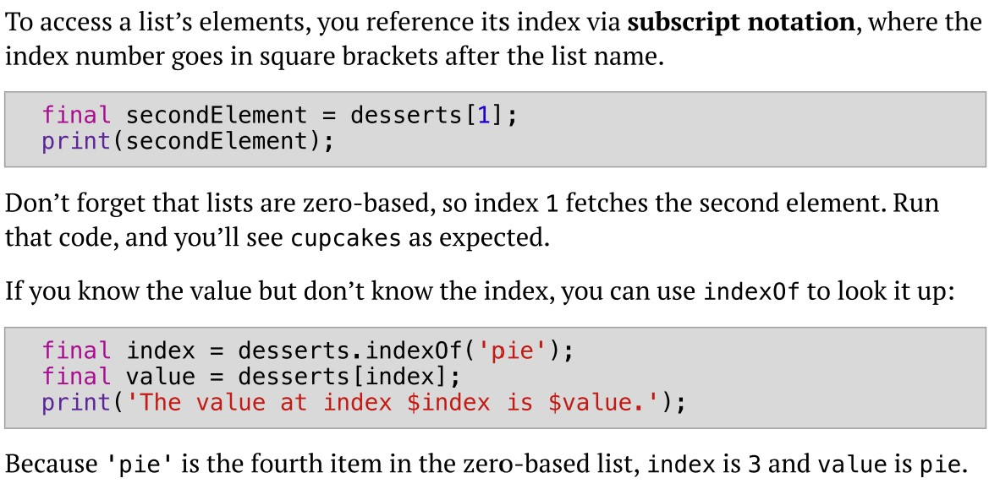 To access a list’s elements, you reference its index via subscript notation, where the
index number goes in square brackets after the list name.
final secondElement = desserts[1];
print(secondElement);
Don’t forget that lists are zero-based, so index 1 fetches the second element. Run
that code, and you’ll see cupcakes as expected.
If you know the value but don’t know the index, you can use indexOf to look it up:
final index = desserts.indexOf('pie');
final value = desserts[index];
print('The value at index $index is $value.');
Because 'pie' is the fourth item in the zero-based list, index is 3 and value is pie.